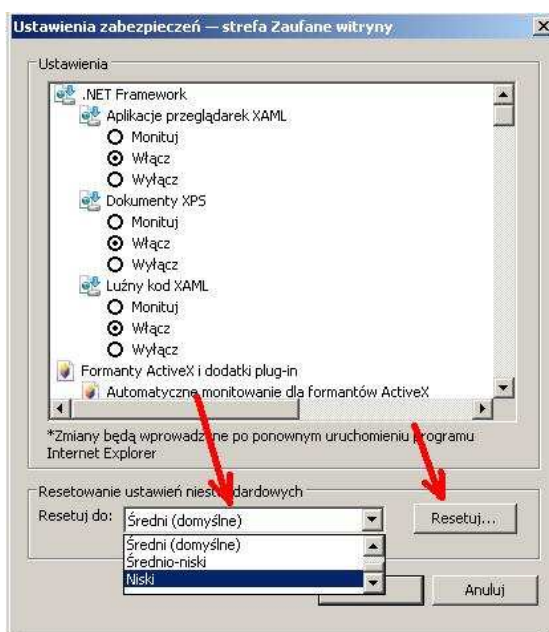 Ustawienia zabezpieczeń — strefa Zaufane witryny
Ustawienia
.NET Framework
Aplikacje przeglądarek XAML
Monituj
Włącz
Wyłącz
Dokumenty XPS
Monituj
Włącz
Wyłącz
Luźny kod XAML
Monituj
Włącz
Wyłącz
Formanty ActiveX i dodatki plug-in
Automatyczne monitowanie dla formantów ActiveX
*Zmiany będą wprowadzone po ponownym uruchomieniu programu
Internet Explorer
Resetowanie ustawień niestandardowych
Resetuj do:
Średni (domyślne)
Resetuj...
Średni (domyślne)
Średnio-niski
Niski
Anuluj